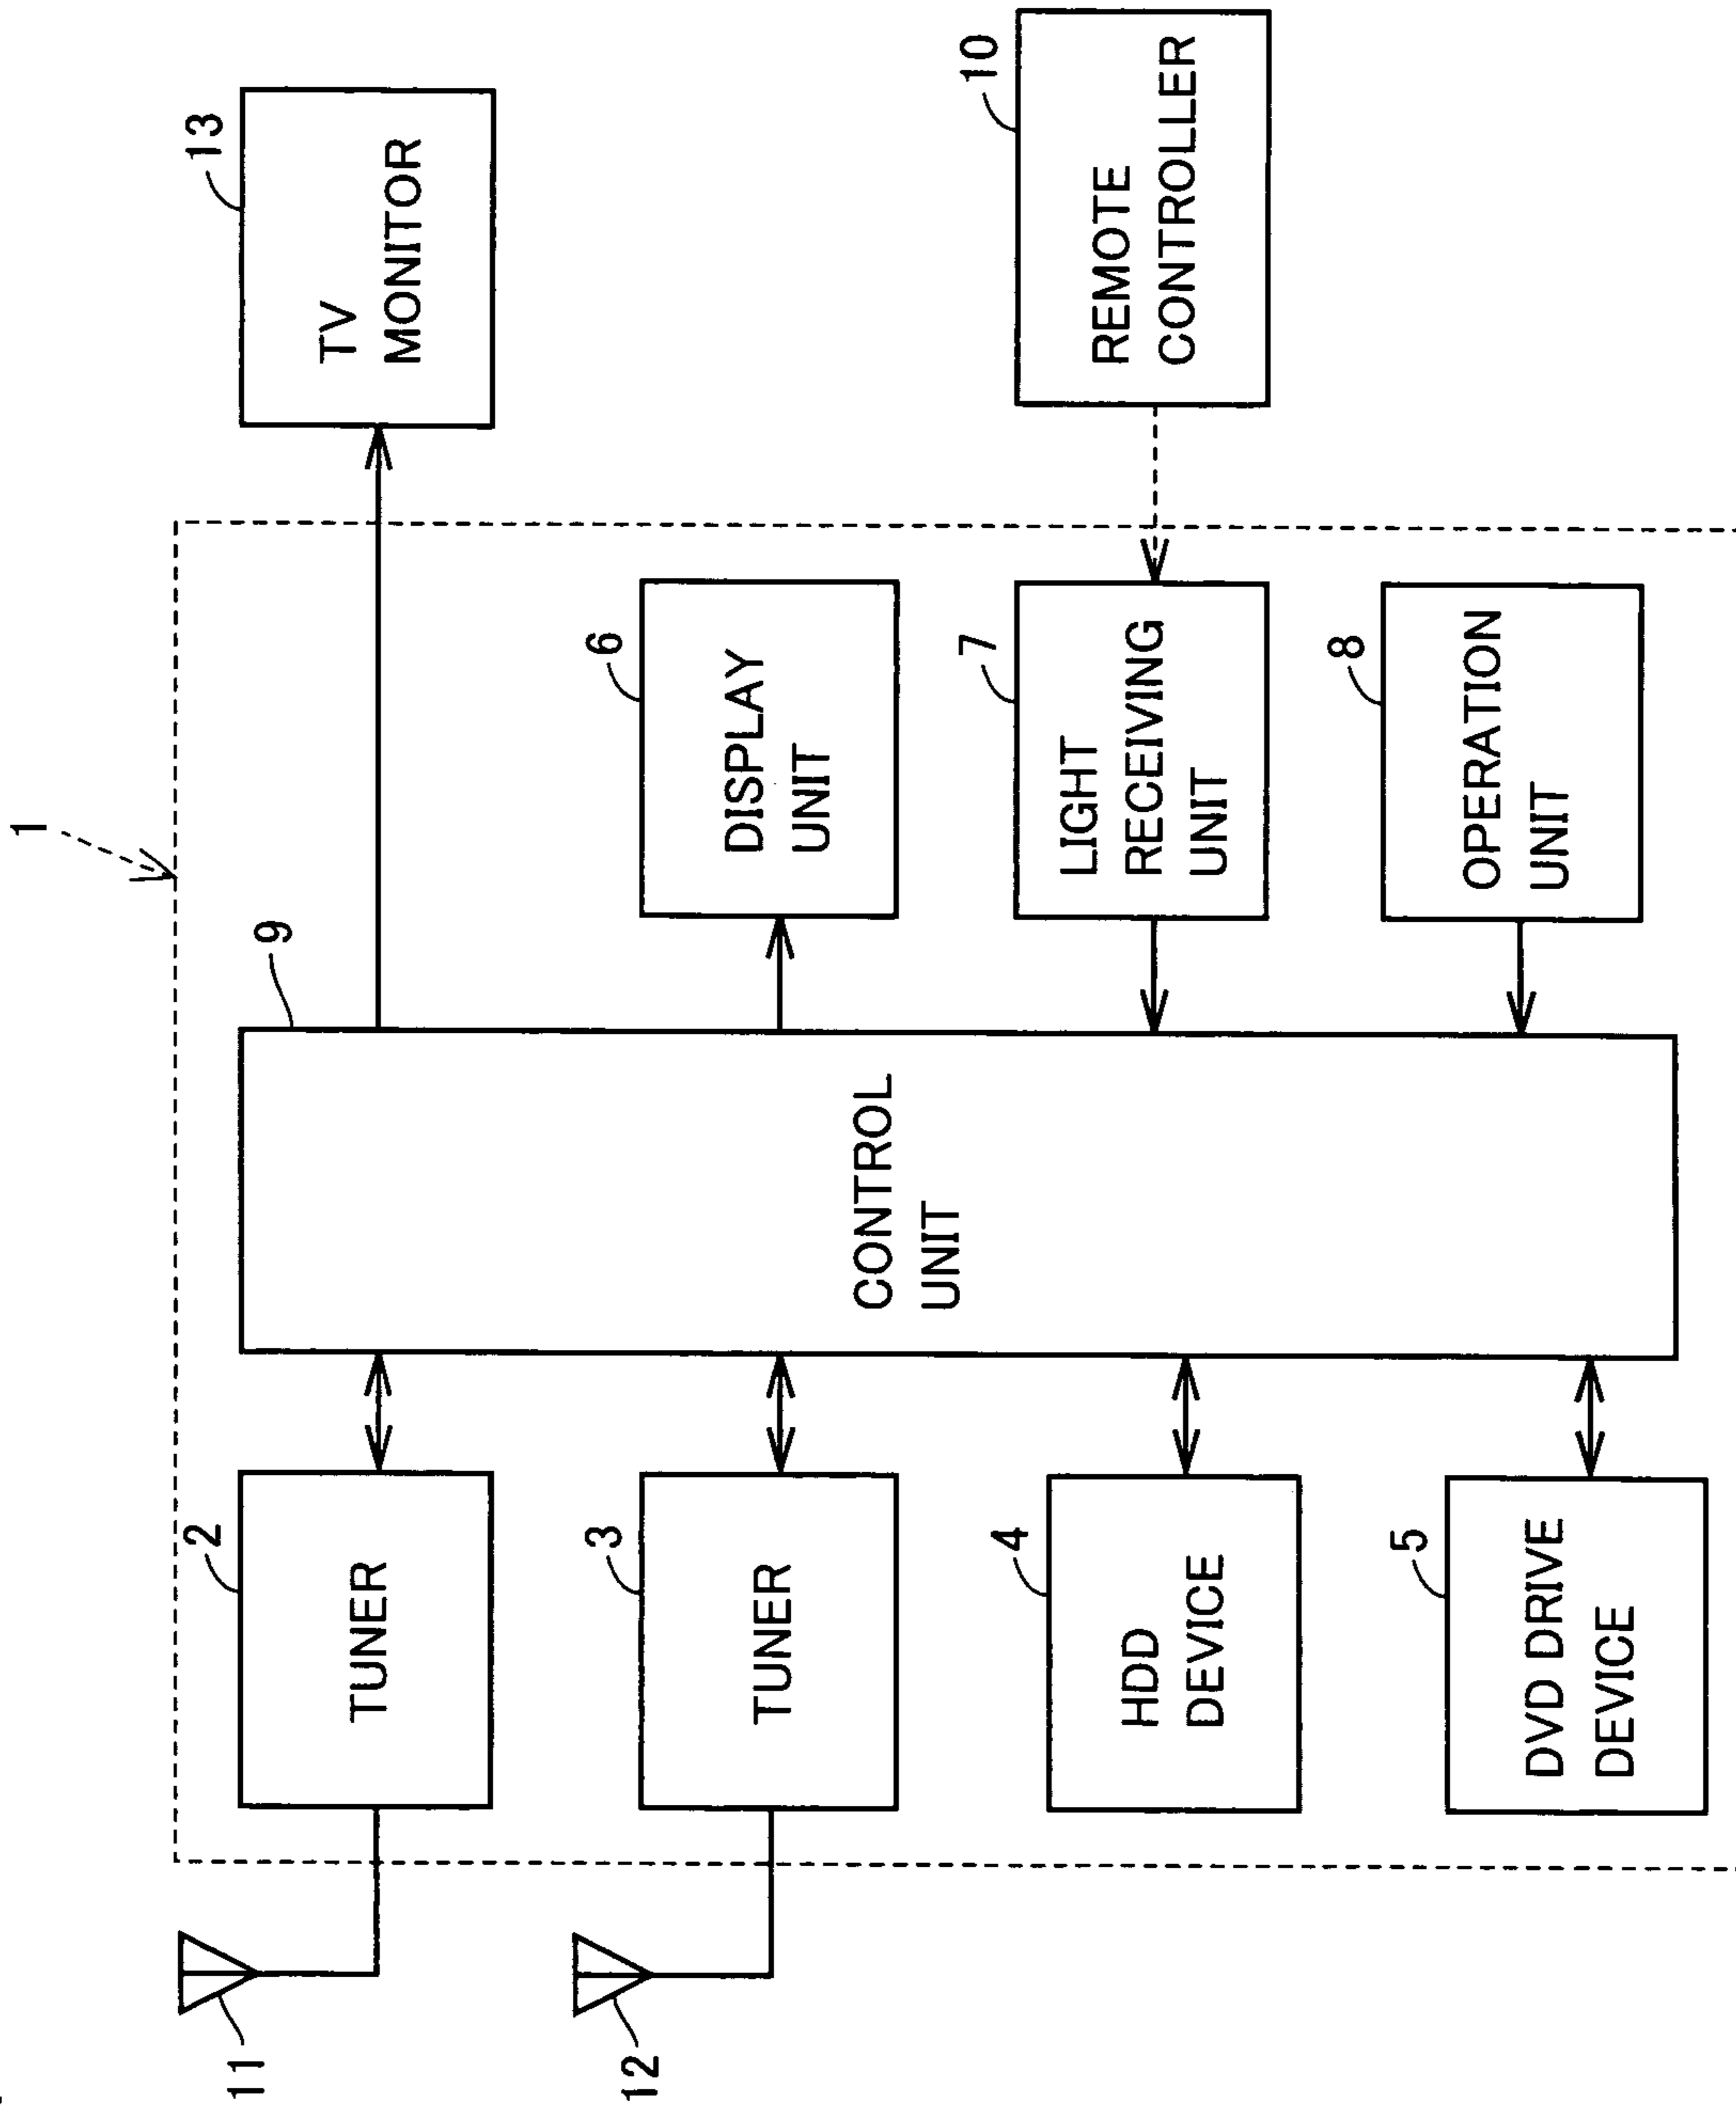 1
11
2
TUNER
9
CONTROL
UNIT
13
TV
MONITOR
12
3
TUNER
6
DISPLAY
UNIT
4
HDD
DEVICE
7
LIGHT
RECEIVING
UNIT
10
REMOTE
CONTROLLER
5
DVD DRIVE
DEVICE
8
OPERATION
UNIT